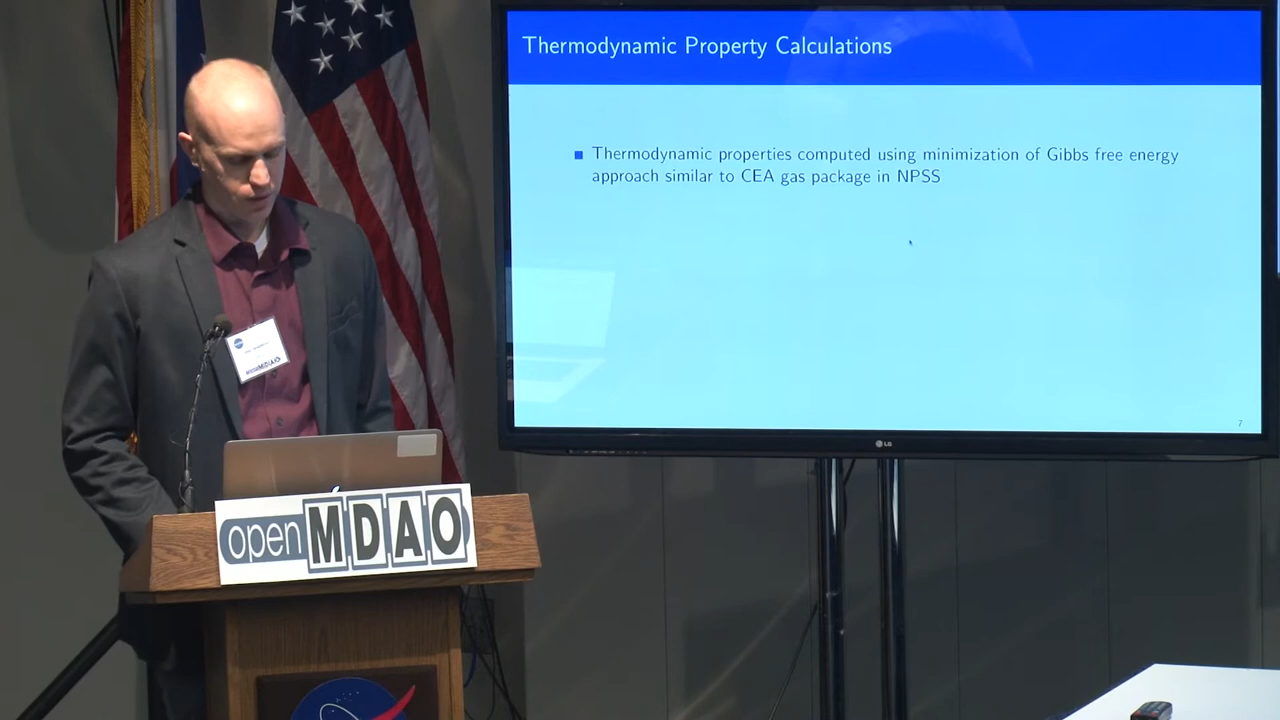 Thermodynamic Property Calculations
Thermodynamic properties computed using minimization of Gibbs free energy
approach similar to CEA gas package in NPSS
7
LG
openMDAO